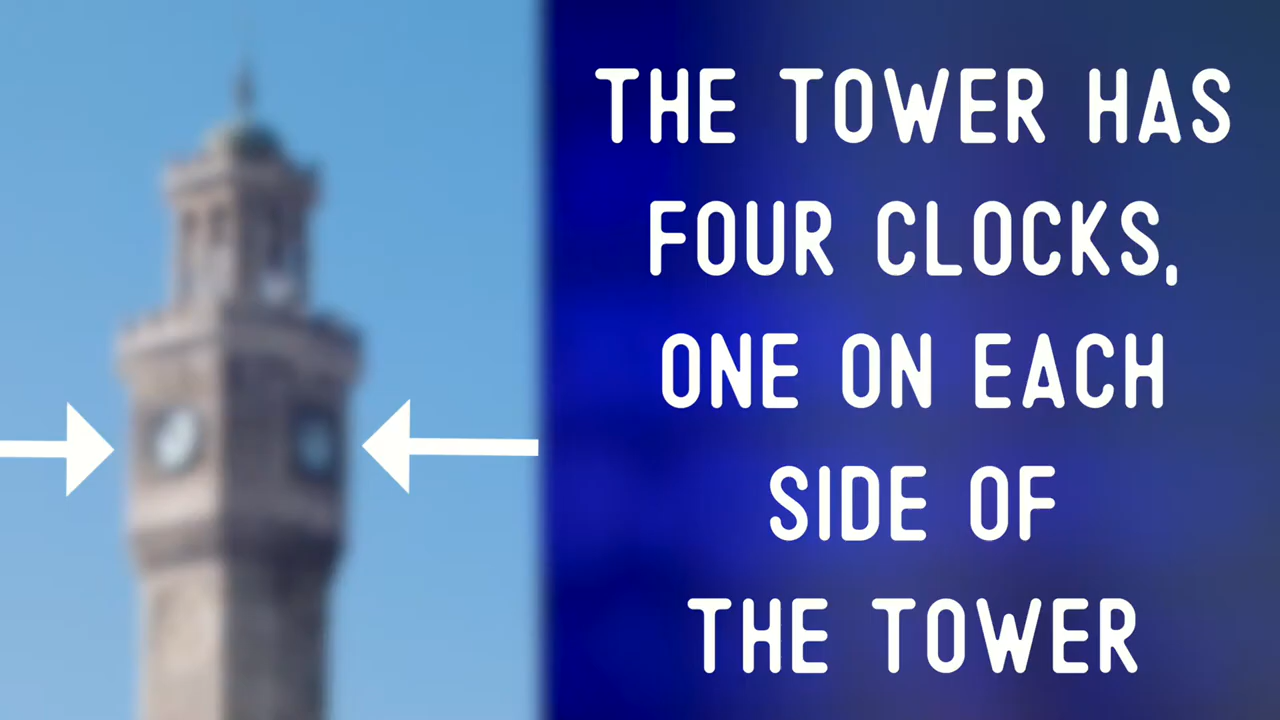 THE TOWER HAS
FOUR CLOCKS,
ONE ON EACH
SIDE OF
THE TOWER